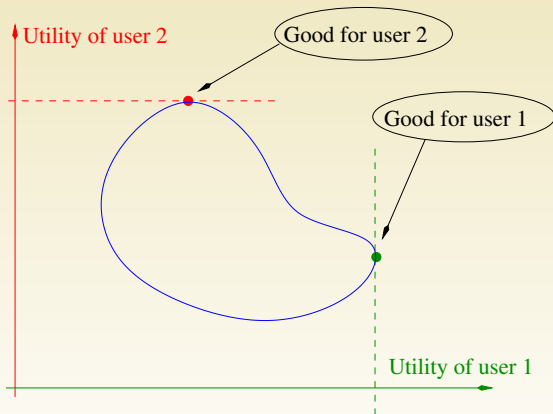 Utility of user 2
Good for user 2
Good for user 1
Utility of user 1